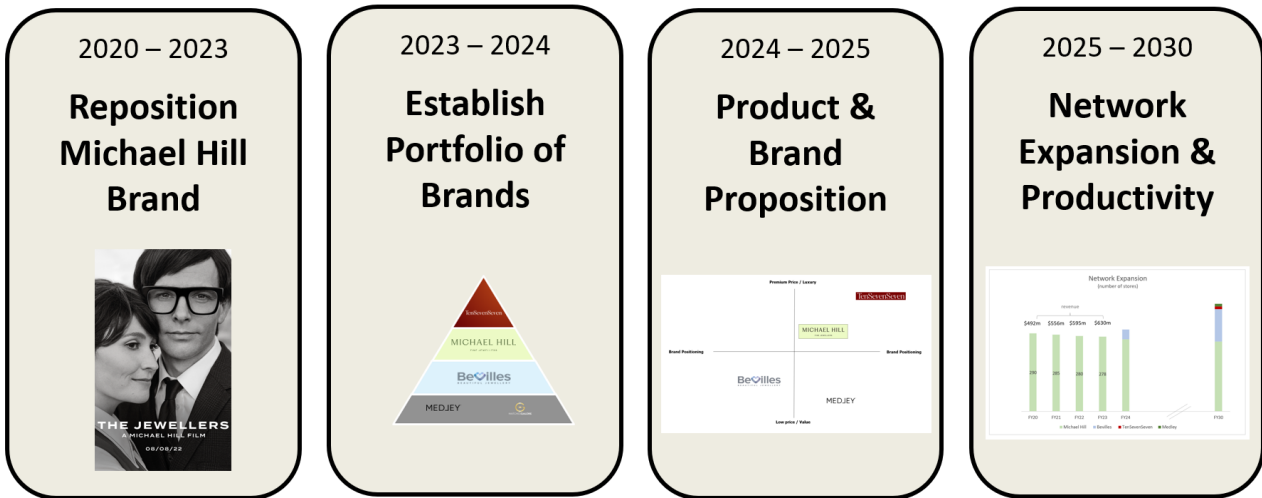 2020 – 2023
Reposition
Michael Hill
Brand
THE JEWELLERS
A MICHAEL HILL FILM
08/08/22
2023 – 2024
Establish
Portfolio of
Brands
TenSevenSeven
MICHAEL HILL
Bevilles
MEDJEY
2024 – 2025
Product &
Brand
Proposition
Premium Price / Luxury
TenSevenSeven
MICHAEL HILL
Brand Positioning
Brand Positioning
Bevilles
MEDJEY
Low price / Value
2025 – 2030
Network
Expansion &
Productivity
Network Expansion
(number of stores)
revenue
$492m $556m $595m $630m
FY20 FY21 FY22 FY23 FY24 FY30
Michael Hill Bevilles TenSevenSeven Medley